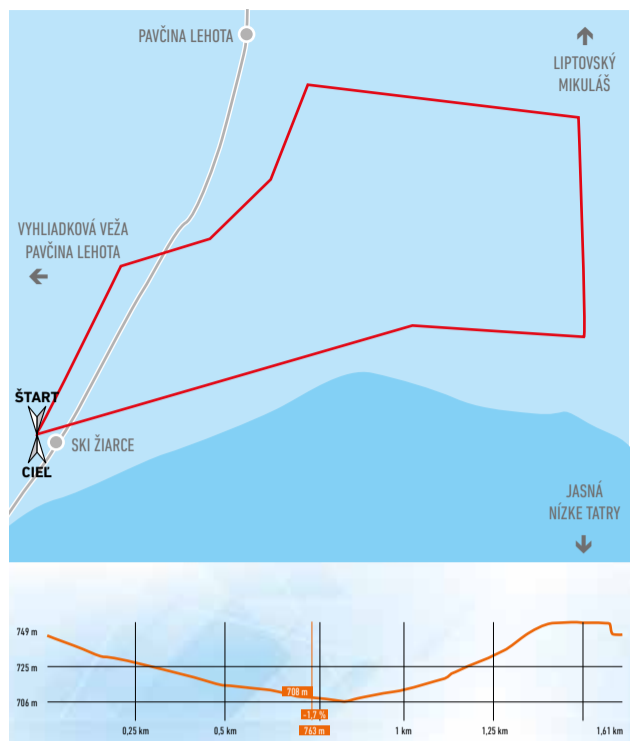 PAVČINA LEHOTA
LIPTOVSKÝ
MIKULÁŠ
VYHLIADKOVÁ VEŽA
PAVČINA LEHOTA
ŠTART
SKI ŽIARCE
CIEĽ
JASNÁ
NÍZKE TATRY
749 m
725 m
708 m
706 m
-1,7 %
0,25 km
0,5 km
763 m
1 km
1,25 km
1,61 km